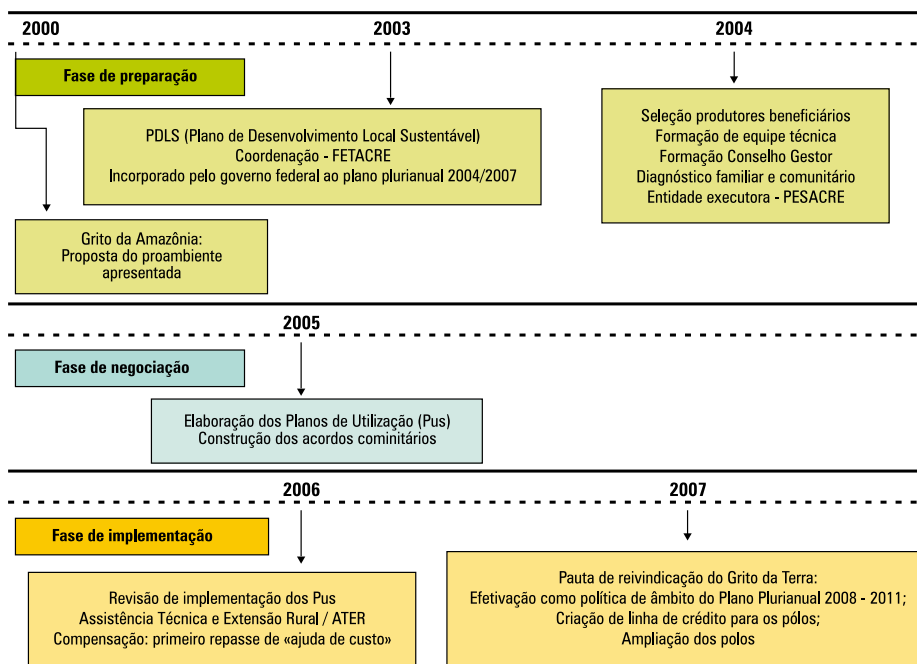 2000
2003
2004
Fase de preparação
PDLS (Plano de Desenvolvimento Local Sustentável)
Coordenação - FETACRE
Incorporado pelo governo federal ao plano plurianual 2004/2007
Seleção produtores beneficiários
Formação de equipe técnica
Formação Conselho Gestor
Diagnóstico familiar e comunitário
Entidade executora - PESACRE
Grito da Amazônia:
Proposta do proambiente
apresentada
2005
Fase de negociação
Elaboração dos Planos de Utilização (Pus)
Construção dos acordos cominitários
2006
2007
Fase de implementação
Revisão de implementação dos Pus
Assistência Técnica e Extensão Rural / ATER
Compensação: primeiro repasse de «ajuda de custo»
Pauta de reivindicação do Grito da Terra:
Efetivação como política de âmbito do Plano Plurianual 2008 - 2011;
Criação de linha de crédito para os pólos;
Ampliação dos polos